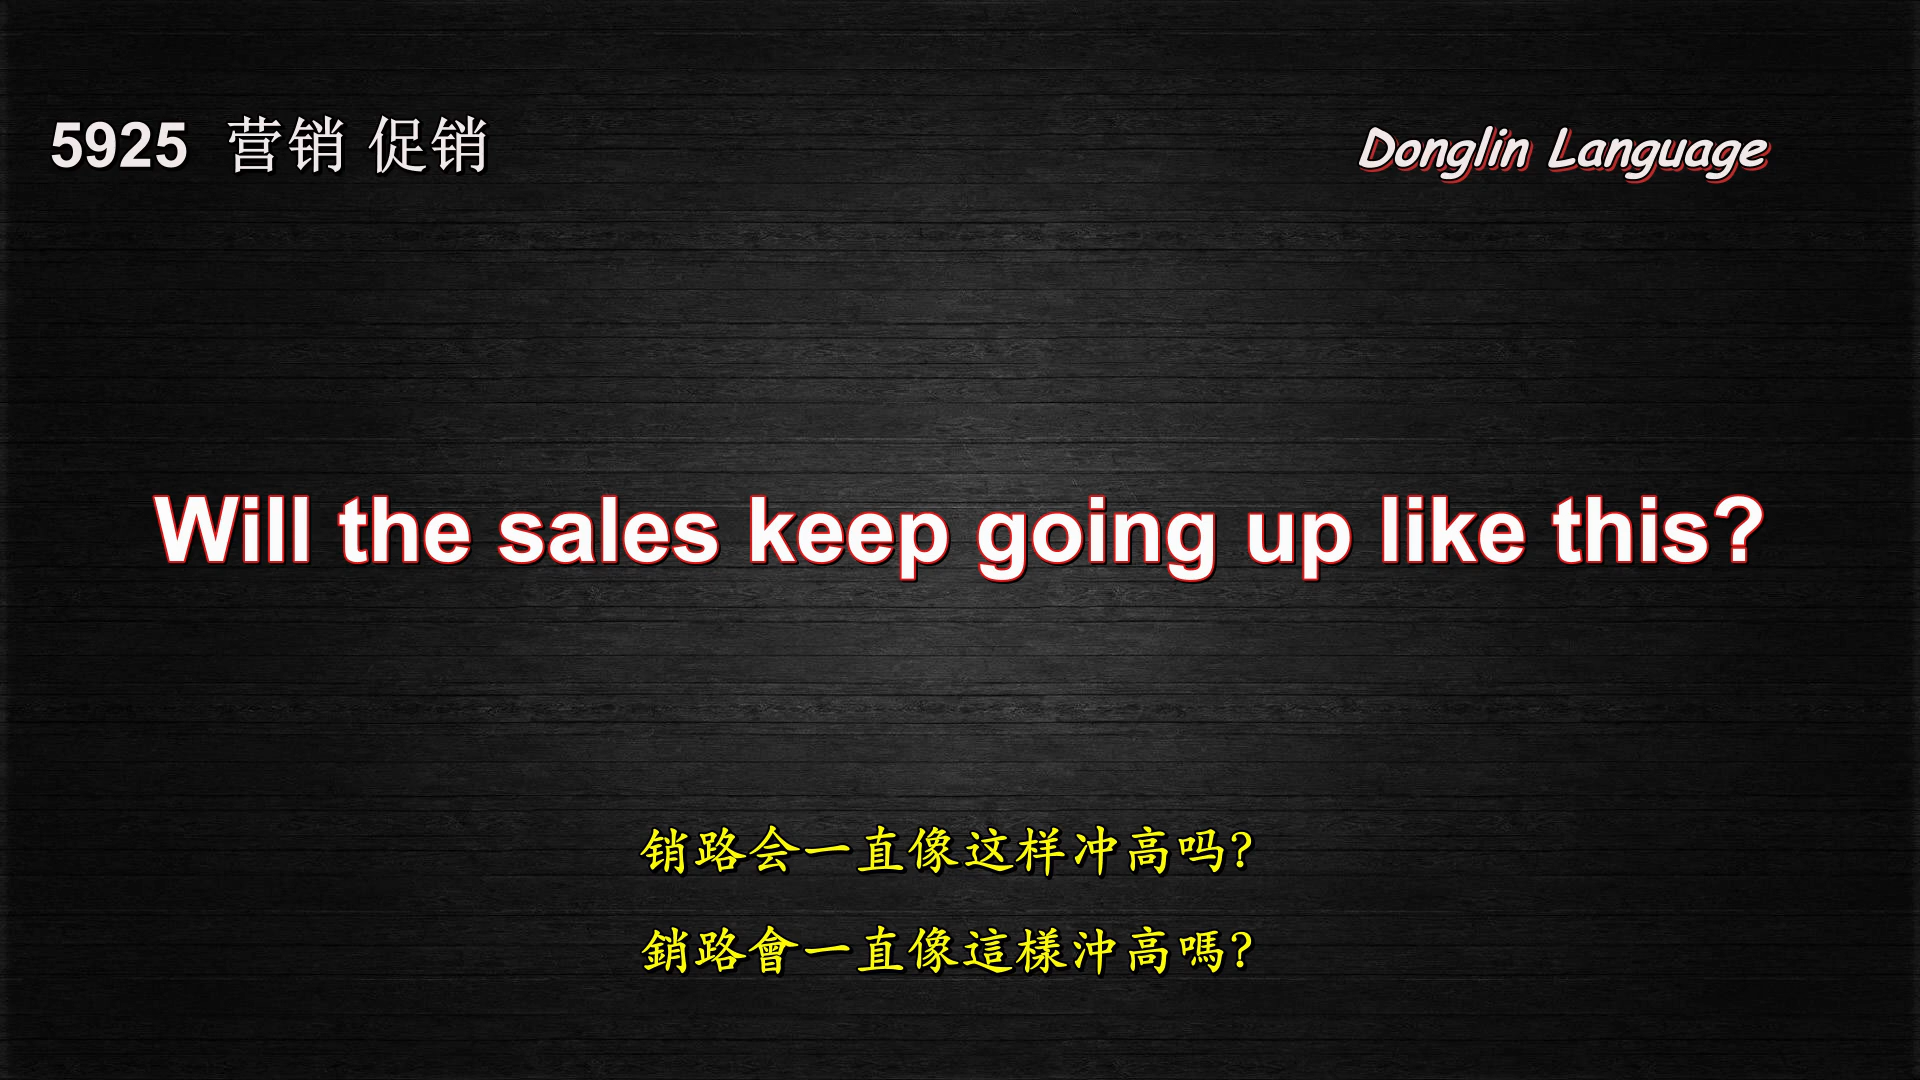 5925 营销 促销
Donglin Language
Will the sales keep going up like this?
销路会一直像这样冲高吗?
銷路會一直像這樣沖高嗎?